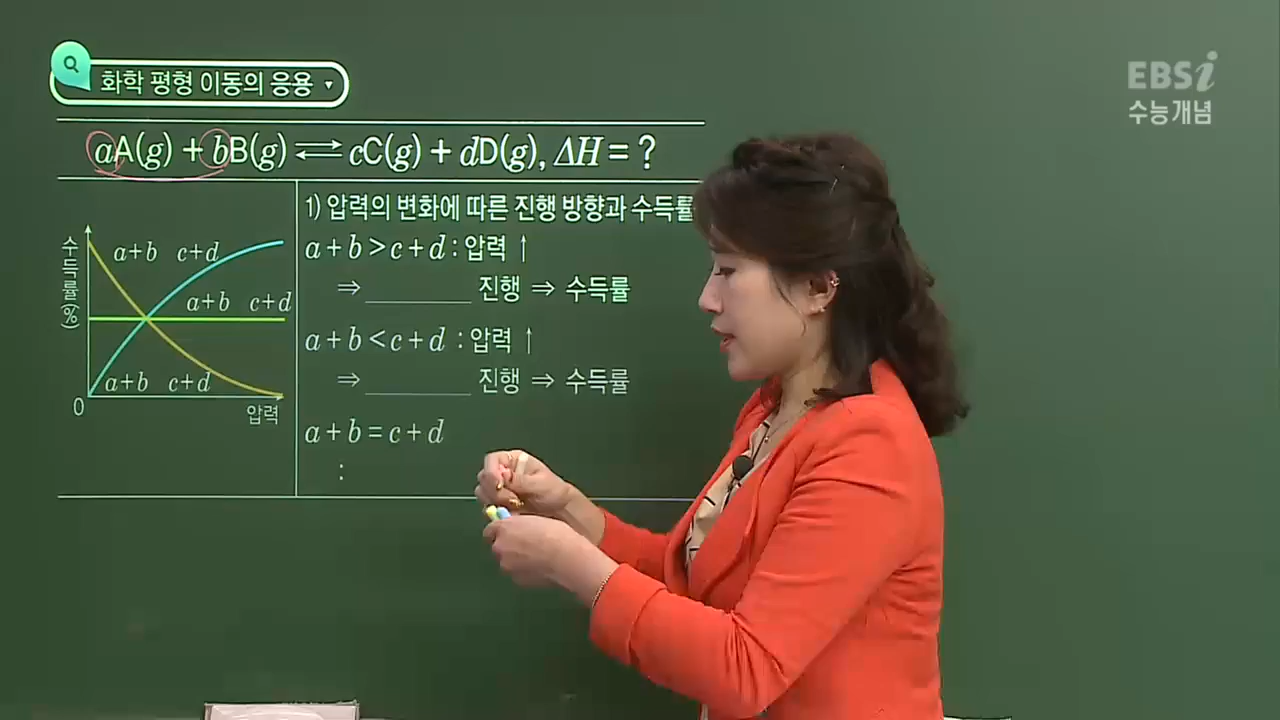 화학 평형 이동의 응용
EBSi
수능개념
aA(g) + bB(g) ⇌ cC(g) + dD(g), ΔH = ?
수득률(%)
a+b c+d
a+b c+d
a+b c+d
0
압력
1) 압력의 변화에 따른 진행 방향과 수득률
a+b>c+d : 압력 ↑
⇒ ________ 진행 ⇒ 수득률
a+b<c+d : 압력 ↑
⇒ ________ 진행 ⇒ 수득률
a+b=c+d
: